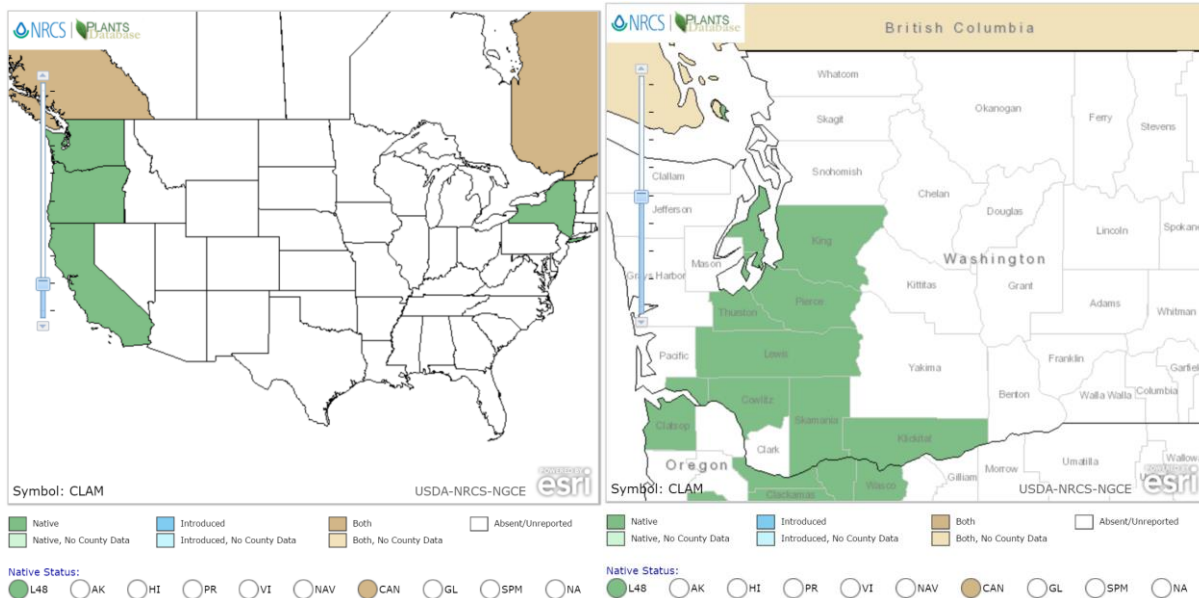 NRCS PLANTS Database
POWERED BY
esri
Symbol: CLAM
USDA-NRCS-NGCE
Native
Introduced
Both
Absent/Unreported
Native, No County Data
Introduced, No County Data
Both, No County Data
Native Status:
L48 AK HI PR VI NAV CAN GL SPM NA
NRCS PLANTS Database
British Columbia
Whatcom
Okanogan
Ferry
Stevens
Skagit
Snohomish
Clallam
Chelan
Jefferson
Douglas
King
Lincoln
Spokane
Washington
Mason
Grays Harbor
Kittitas
Grant
Pierce
Thurston
Adams
Whitman
Pacific
Lewis
Yakima
Franklin
Garfiel
Benton
Walla Walla
Columbia
Cowlitz
Skamania
Clatsop
Klickitat
Clark
Oregon
Morrow
Umatilla
Wallow
Gilliam
Wasco
Clackamas
POWERED BY
esri
Symbol: CLAM
USDA-NRCS-NGCE
Native
Introduced
Both
Absent/Unreported
Native, No County Data
Introduced, No County Data
Both, No County Data
Native Status:
L48 AK HI PR VI NAV CAN GL SPM NA